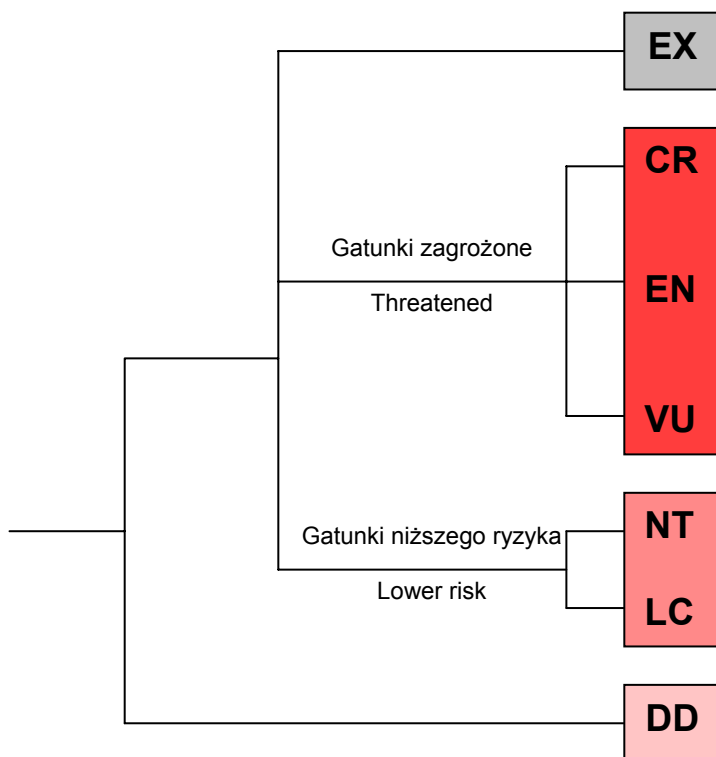 EX
CR
Gatunki zagrożone
EN
Threatened
VU
NT
Gatunki niższego ryzyka
Lower risk
LC
DD